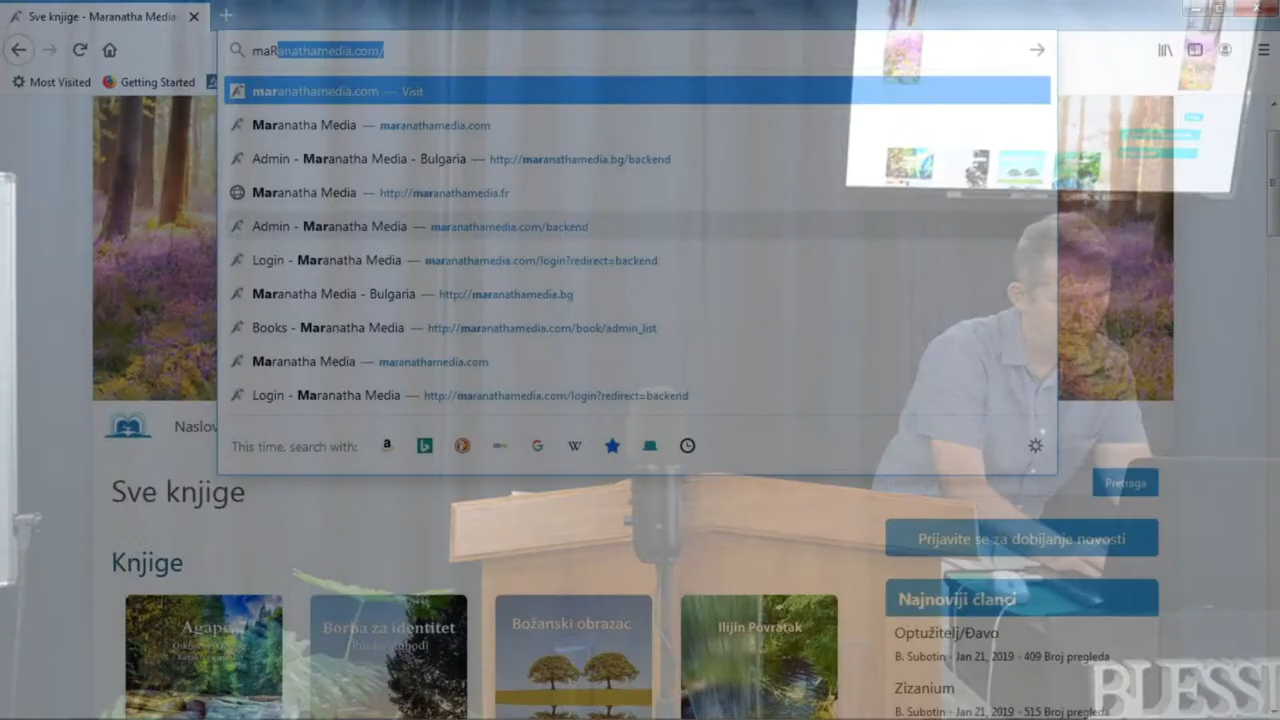 Sve knjige - Maranatha Media
maRanathamedia.com/
Most Visited
Getting Started
maranathamedia.com — Visit
Maranatha Media — maranathamedia.com
Admin - Maranatha Media - Bulgaria — http://maranathamedia.bg/backend
Maranatha Media — http://maranathamedia.fr
Admin - Maranatha Media — maranathamedia.com/backend
Login - Maranatha Media — maranathamedia.com/login?redirect=backend
Maranatha Media - Bulgaria — http://maranathamedia.bg
Books - Maranatha Media — http://maranathamedia.com/book/admin_list
Maranatha Media — maranathamedia.com
Login - Maranatha Media — http://maranathamedia.com/login?redirect=backend
Naslov
This time, search with:
Sve knjige
Pretraga
Prijavite se za dobijanje novosti
Knjige
Najnoviji članci
Agape
Borba za identitet
Put ka slobodi
Božanski obrazac
Ilijin Povratak
Optužitelj/Đavo
B. Subotin - Jan 21, 2019 - 409 Broj pregleda
Zizanium
B. Subotin - Jan 21, 2019 - 515 Broj pregleda
BLESSI